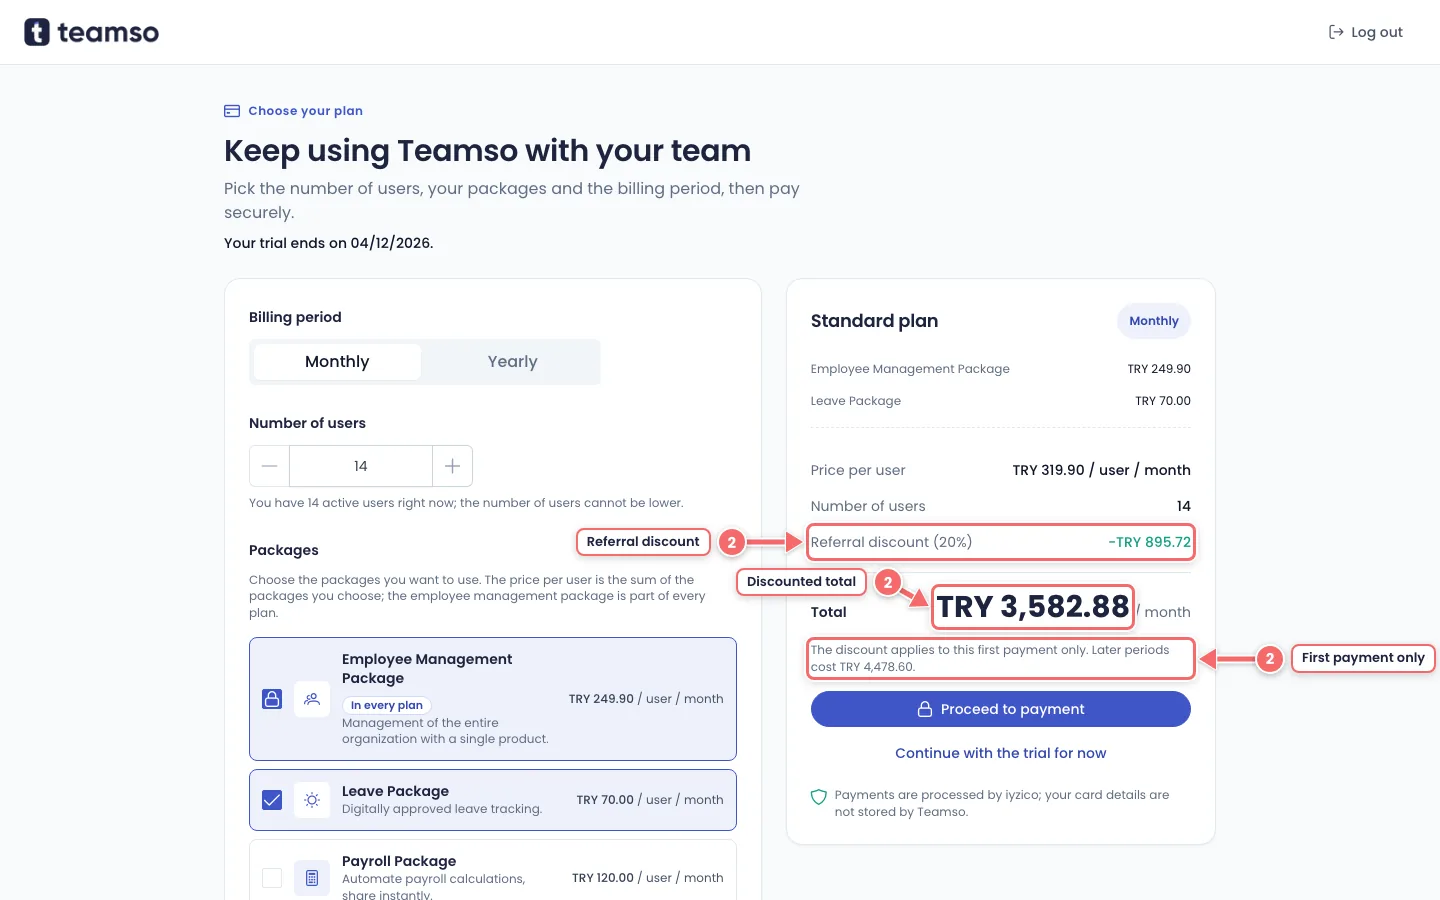 teamso
Log out
Choose your plan
Keep using Teamso with your team
Pick the number of users, your packages and the billing period, then pay
securely.
Your trial ends on 04/12/2026.
Billing period
Monthly
Yearly
Number of users
14
You have 14 active users right now; the number of users cannot be lower.
Packages
Choose the packages you want to use. The price per user is the sum of the
packages you choose; the employee management package is part of every
plan.
Employee Management
Package
In every plan
Management of the entire
organization with a single product.
TRY 249.90 / user / month
Leave Package
Digitally approved leave tracking.
TRY 70.00 / user / month
Payroll Package
Automate payroll calculations,
share instantly.
TRY 120.00 / user / month
Standard plan
Monthly
Employee Management Package TRY 249.90
Leave Package TRY 70.00
Price per user TRY 319.90 / user / month
Number of users 14
Referral discount 2
Referral discount (20%) -TRY 895.72
Discounted total 2
Total TRY 3,582.88 / month
The discount applies to this first payment only. Later periods
cost TRY 4,478.60.
2 First payment only
Proceed to payment
Continue with the trial for now
Payments are processed by iyzico; your card details are
not stored by Teamso.